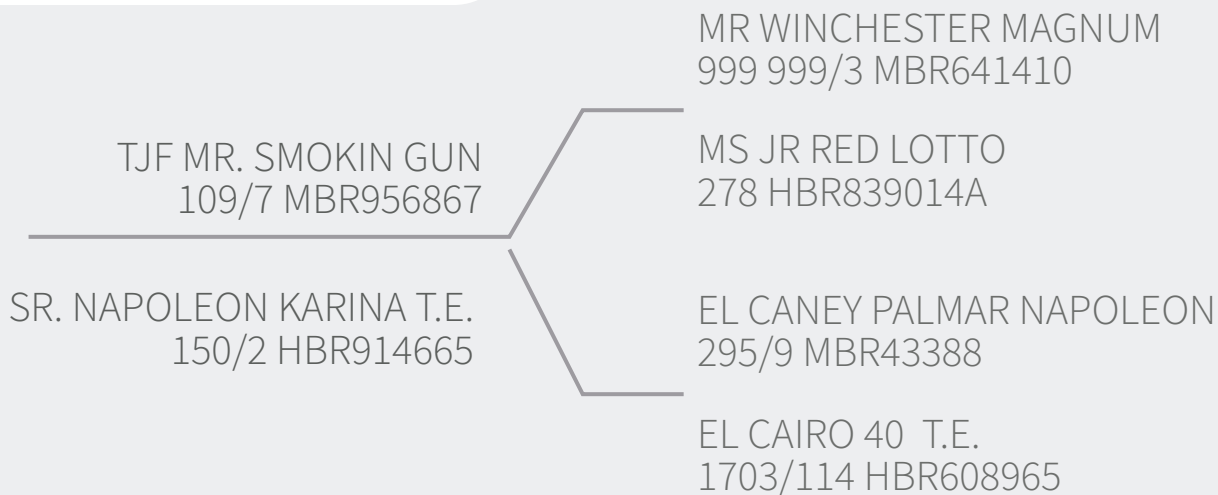 TJF MR. SMOKIN GUN
109/7 MBR956867
SR. NAPOLEON KARINA T.E.
150/2 HBR914665
MR WINCHESTER MAGNUM
999 999/3 MBR641410
MS JR RED LOTTO
278 HBR839014A
EL CANEY PALMAR NAPOLEON
295/9 MBR43388
EL CAIRO 40 T.E.
1703/114 HBR608965